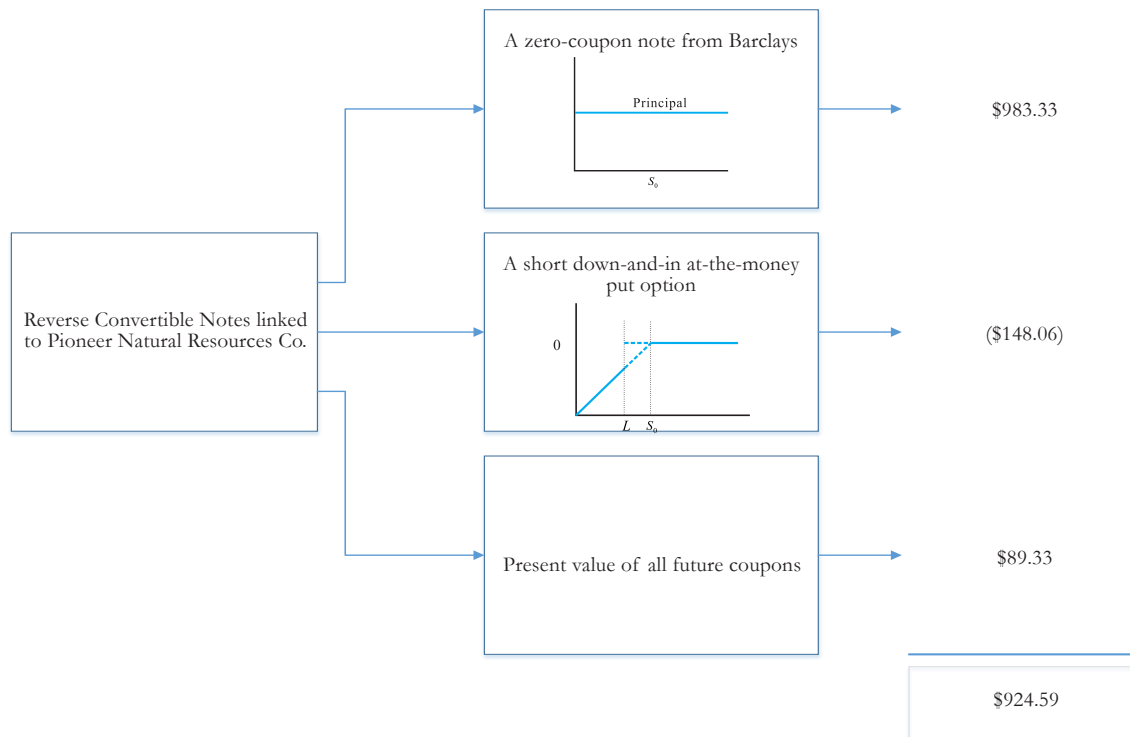 A zero-coupon note from Barclays
Principal
S₀
$983.33
Reverse Convertible Notes linked
to Pioneer Natural Resources Co.
A short down-and-in at-the-money
put option
0
L S₀
($148.06)
Present value of all future coupons
$89.33
$924.59